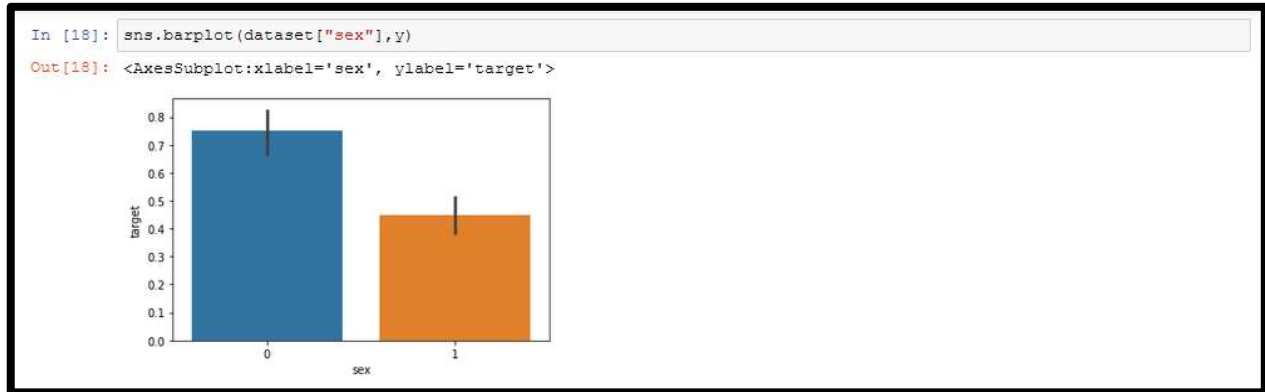 In [18]: sns.barplot(dataset["sex"],y)
Out[18]: <AxesSubplot:xlabel='sex', ylabel='target'>
0.8
0.7
0.6
0.5
0.4
0.3
0.2
0.1
0.0
target
0 1
sex